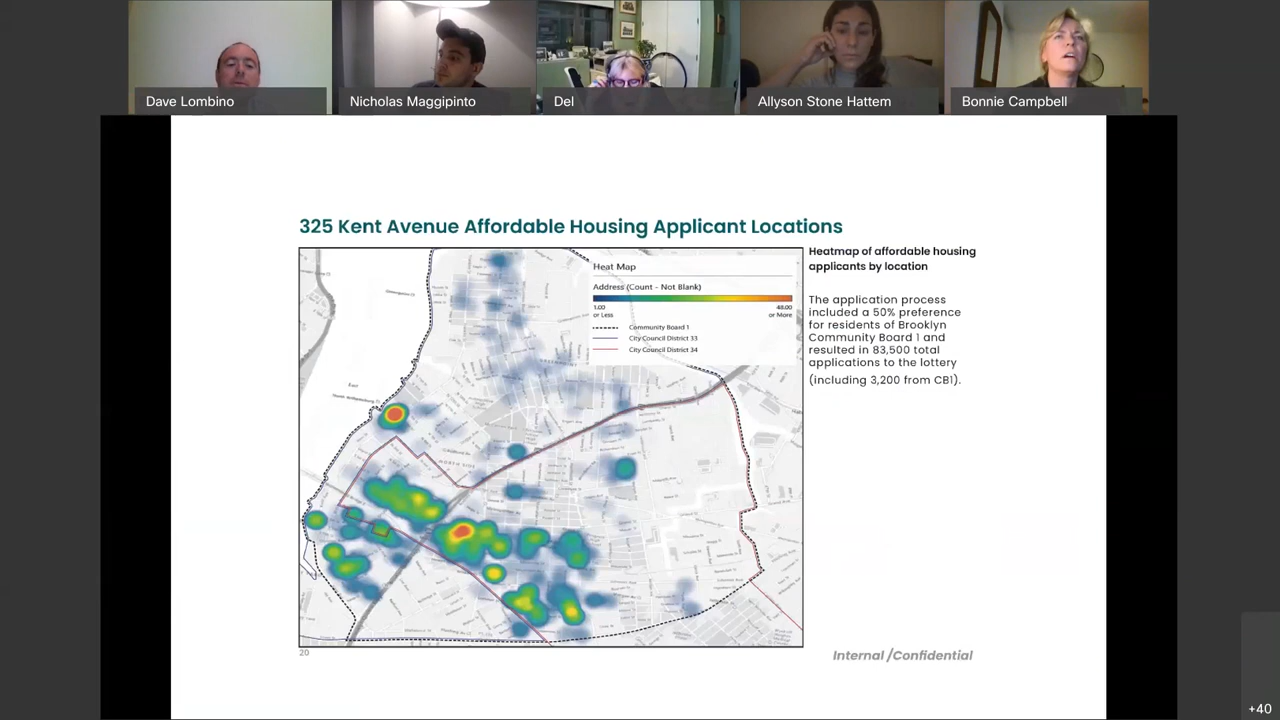 Dave Lombino
Nicholas Maggipinto
Del
Allyson Stone Hattem
Bonnie Campbell
325 Kent Avenue Affordable Housing Applicant Locations
Heat Map
Address (Count - Not Blank)
1.00
or Less
48.00
or More
Community Board 1
City Council District 33
City Council District 34
Heatmap of affordable housing
applicants by location
The application process
included a 50% preference
for residents of Brooklyn
Community Board 1 and
resulted in 83,500 total
applications to the lottery
(including 3,200 from CB1).
20
Internal /Confidential
+40